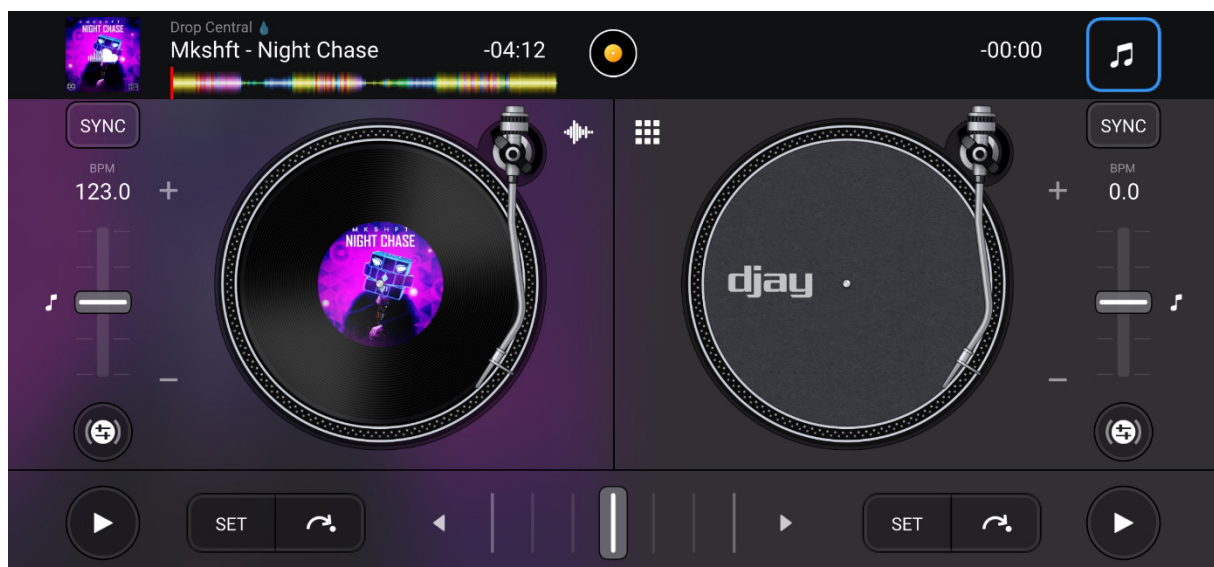 MKSHFT
NIGHT CHASE
Drop Central
Mkshft - Night Chase
-04:12
-00:00
SYNC
BPM
123.0
MKSHFT
NIGHT CHASE
djay
SYNC
BPM
0.0
SET
SET